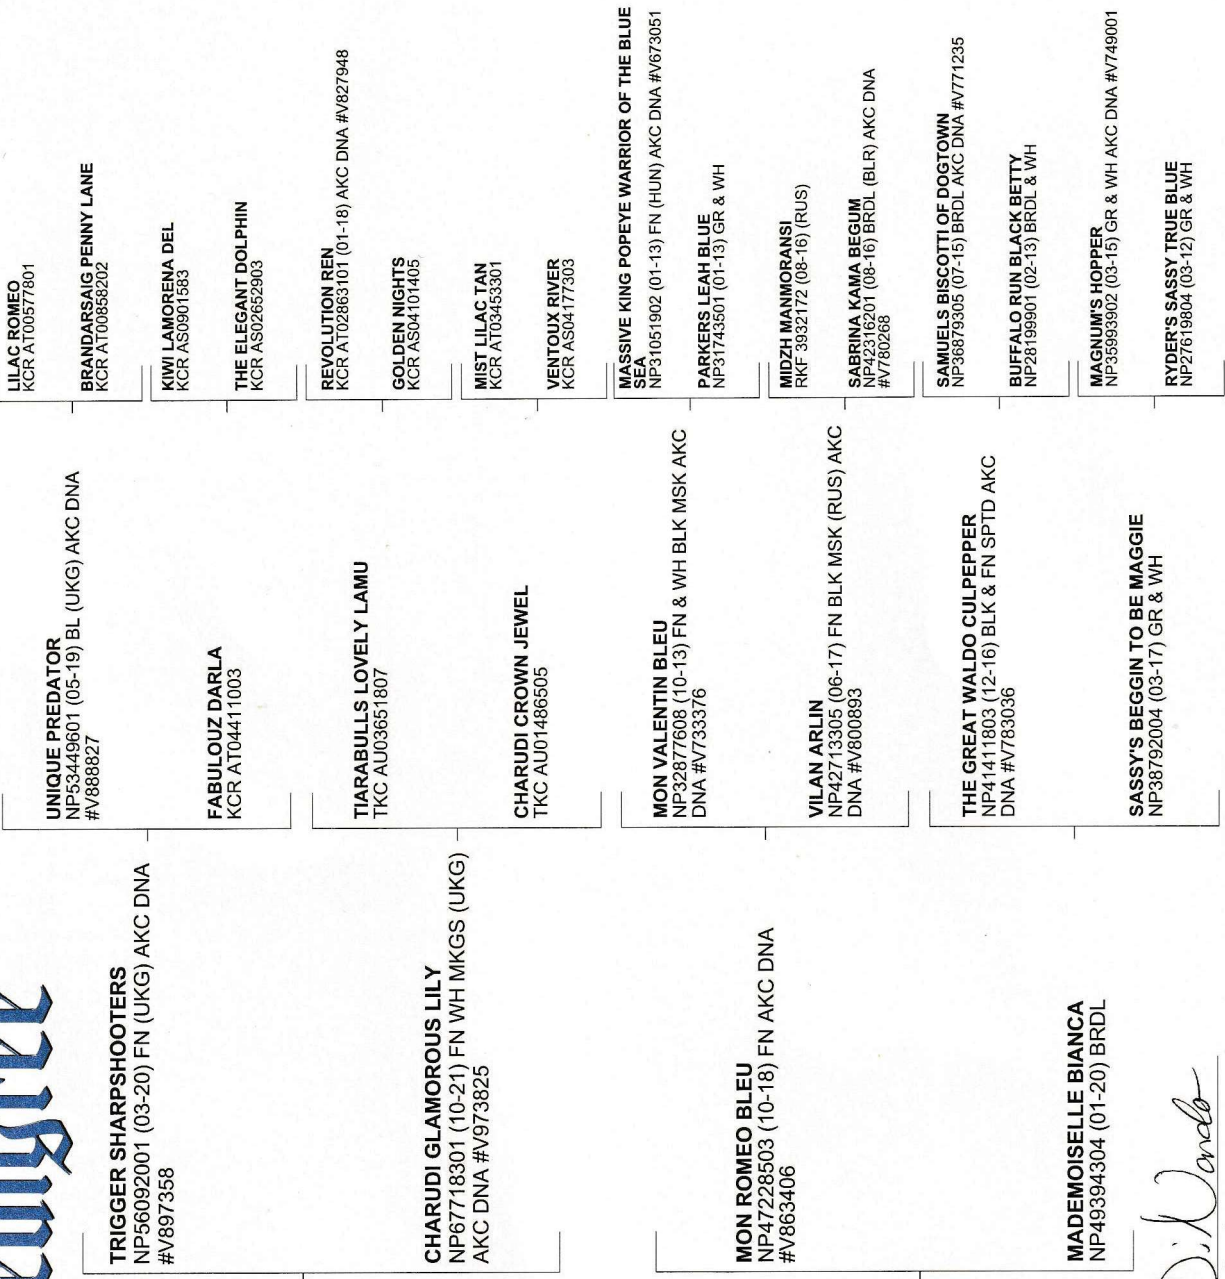 TRIGGER SHARPSHOOTERS
NP56092001 (03-20) FN (UKG) AKC DNA
#V897358
CHARUDI GLAMOROUS LILY
NP67718301 (10-21) FN WH MKGS (UKG)
AKC DNA #V973825
MON ROMEO BLEU
NP47228503 (10-18) FN AKC DNA
#V863406
MADEMOISELLE BIANCA
NP49394304 (01-20) BRDL
UNIQUE PREDATOR
NP53449601 (05-19) BL (UKG) AKC DNA
#V888827
FABULOUZ DARLA
KCR AT04411003
TIARABULLS LOVELY LAMU
TKC AU03651807
CHARUDI CROWN JEWEL
TKC AU01486505
MON VALENTIN BLEU
NP32877608 (10-13) FN & WH BLK MSK AKC
DNA #V733376
VILAN ARLIN
NP42713305 (06-17) FN BLK MSK (RUS) AKC
DNA #V800893
THE GREAT WALDO CULPEPPER
NP41411803 (12-16) BLK & FN SPTD AKC
DNA #V783036
SASSY'S BEGGIN TO BE MAGGIE
NP38792004 (03-17) GR & WH
LILAC ROMEO
KCR AT00577801
BRANDARSAIG PENNY LANE
KCR AT00858202
KIWI LAMORENA DEL
KCR AS00901583
THE ELEGANT DOLPHIN
KCR AS02652903
REVOLUTION REN
KCR AT02863101 (01-18) AKC DNA #V827948
GOLDEN NIGHTS
KCR AS04101405
MIST LILAC TAN
KCR AT03453301
VENTOUX RIVER
KCR AS04177303
MASSIVE KING POPEYE WARRIOR OF THE BLUE
SEA
NP31051902 (01-13) FN (HUN) AKC DNA #V673051
PARKERS LEAH BLUE
NP31743501 (01-13) GR & WH
MIDZH MANMORANSI
RKF 3932172 (08-16) (RUS)
SABRINA KAMA BEGUM
NP42316201 (08-16) BRDL (BLR) AKC DNA
#V780268
SAMUELS BISCOTTI OF DOGTOWN
NP36879305 (07-15) BRDL AKC DNA #V771235
BUFFALO RUN BLACK BETTY
NP28199901 (02-13) BRDL & WH
MAGNUM'S HOPPER
NP35993902 (03-15) GR & WH AKC DNA #V749001
RYDER'S SASSY TRUE BLUE
NP27619804 (03-12) GR & WH